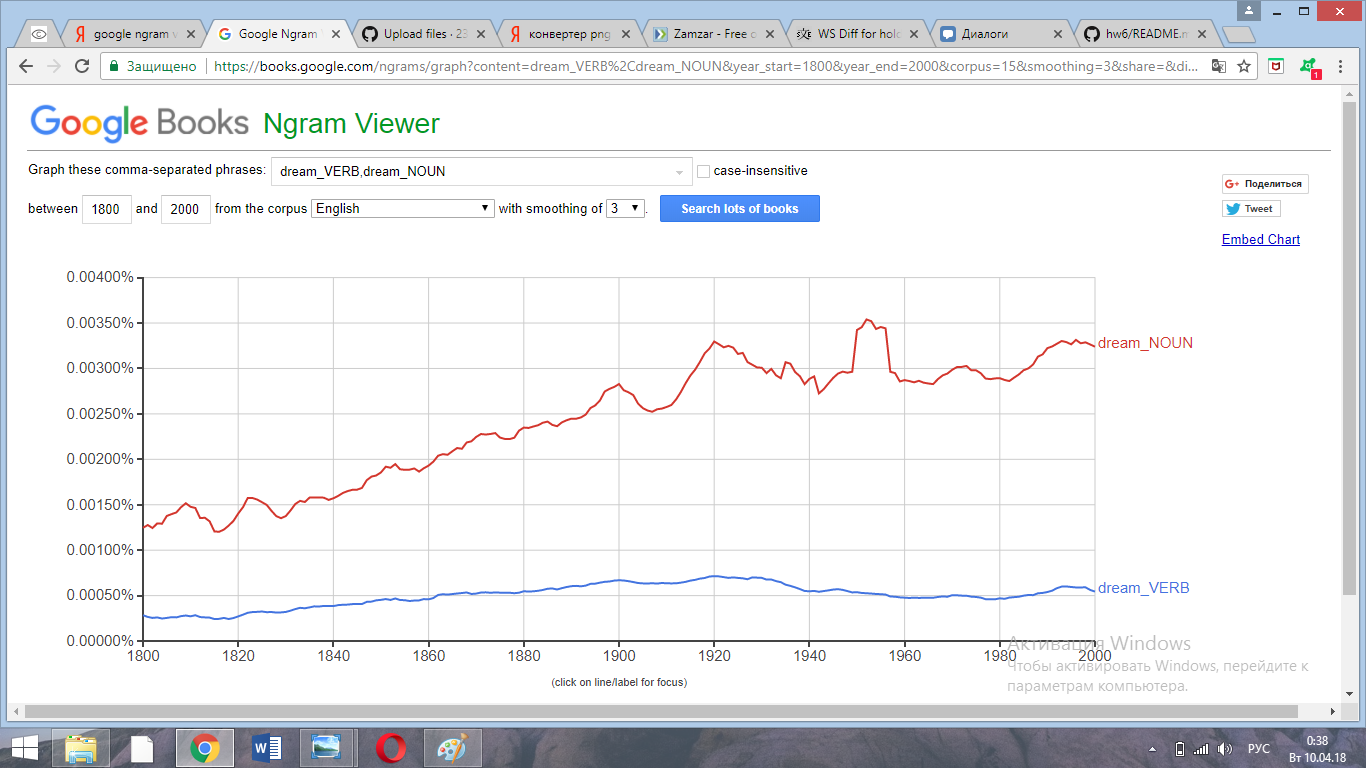 google ngram v
Google Ngram
Upload files · 23
конвертер png
Zamzar - Free o
WS Diff for hold
Диалоги
hw6/README.m
Защищено https://books.google.com/ngrams/graph?content=dream_VERB%2Cdream_NOUN&year_start=1800&year_end=2000&corpus=15&smoothing=3&share=&di...
1
Google Books Ngram Viewer
Graph these comma-separated phrases: dream_VERB,dream_NOUN case-insensitive
between 1800 and 2000 from the corpus English with smoothing of 3 . Search lots of books
Поделиться
Tweet
Embed Chart
0.00400%
0.00350%
0.00300%
0.00250%
0.00200%
0.00150%
0.00100%
0.00050%
0.00000%
dream_NOUN
dream_VERB
1800 1820 1840 1860 1880 1900 1920 1940 1960 1980 2000
(click on line/label for focus)
Активация Windows
Чтобы активировать Windows, перейдите к
параметрам компьютера.
РУС
0:38
Вт 10.04.18